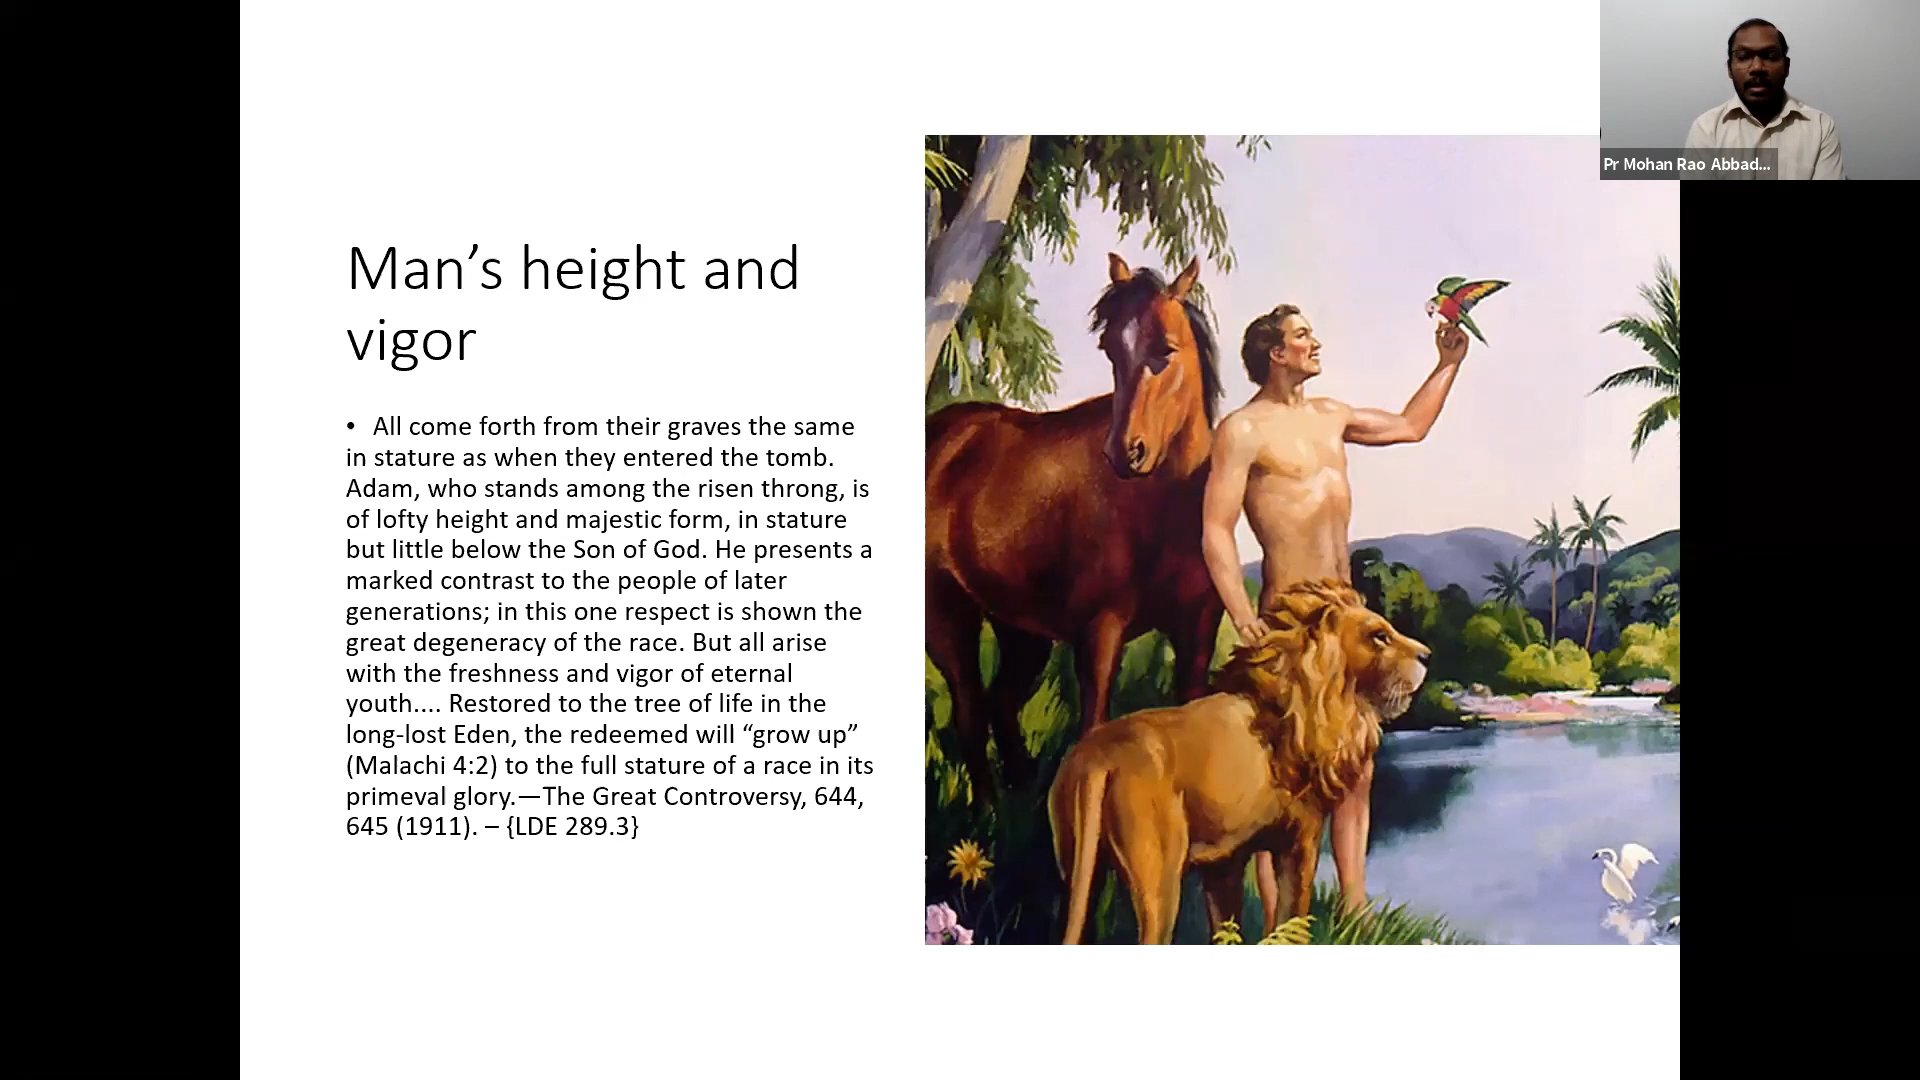 Pr Mohan Rao Abbad...
Man’s height and
vigor
• All come forth from their graves the same
in stature as when they entered the tomb.
Adam, who stands among the risen throng, is
of lofty height and majestic form, in stature
but little below the Son of God. He presents a
marked contrast to the people of later
generations; in this one respect is shown the
great degeneracy of the race. But all arise
with the freshness and vigor of eternal
youth.... Restored to the tree of life in the
long-lost Eden, the redeemed will “grow up”
(Malachi 4:2) to the full stature of a race in its
primeval glory.—The Great Controversy, 644,
645 (1911). – {LDE 289.3}